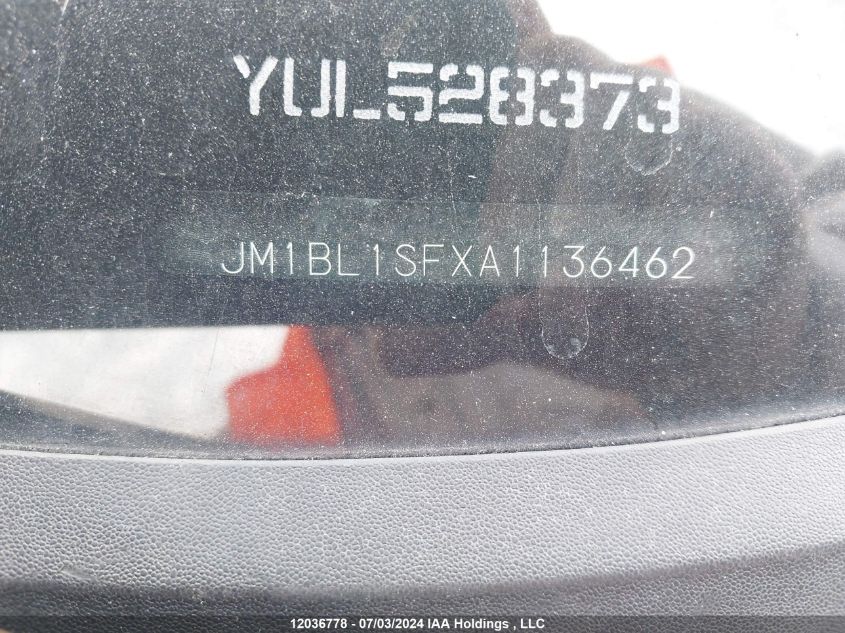 YUL528373
JM1BL1SFXA1136462
12036778 - 07/03/2024 IAA Holdings , LLC